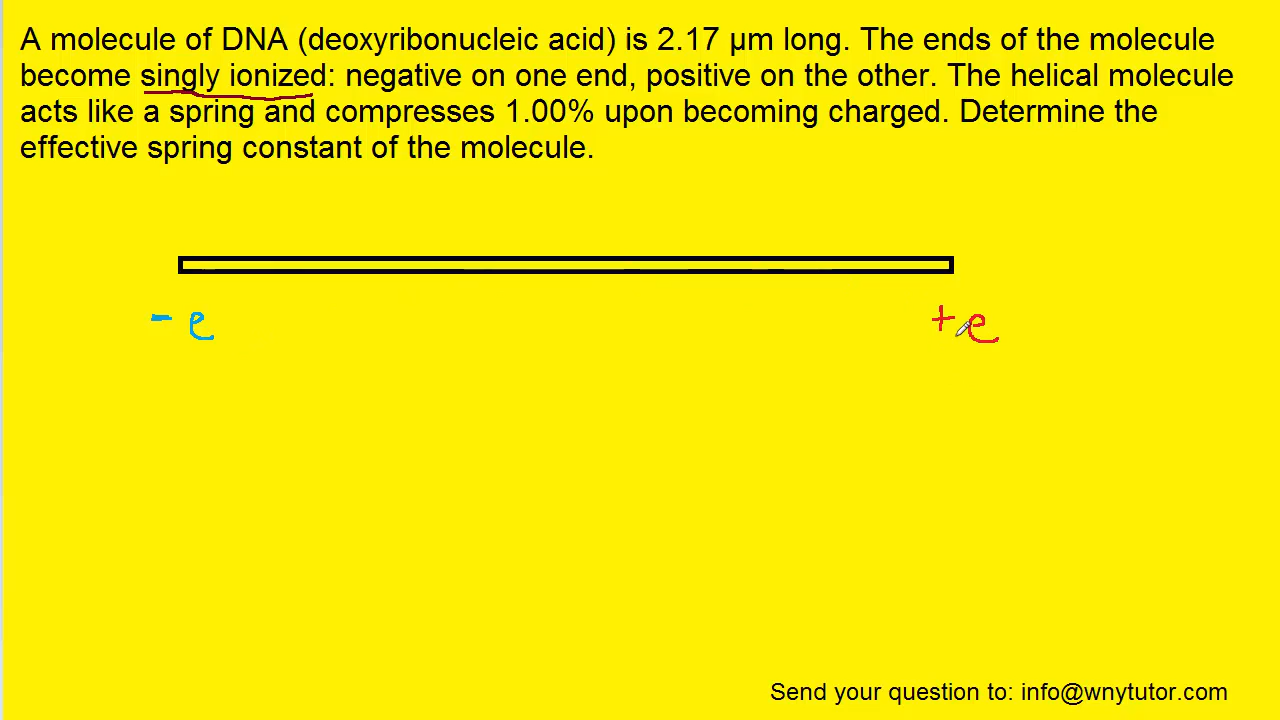 A molecule of DNA (deoxyribonucleic acid) is 2.17 µm long. The ends of the molecule
become singly ionized: negative on one end, positive on the other. The helical molecule
acts like a spring and compresses 1.00% upon becoming charged. Determine the
effective spring constant of the molecule.
- e +e
Send your question to: info@wnytutor.com